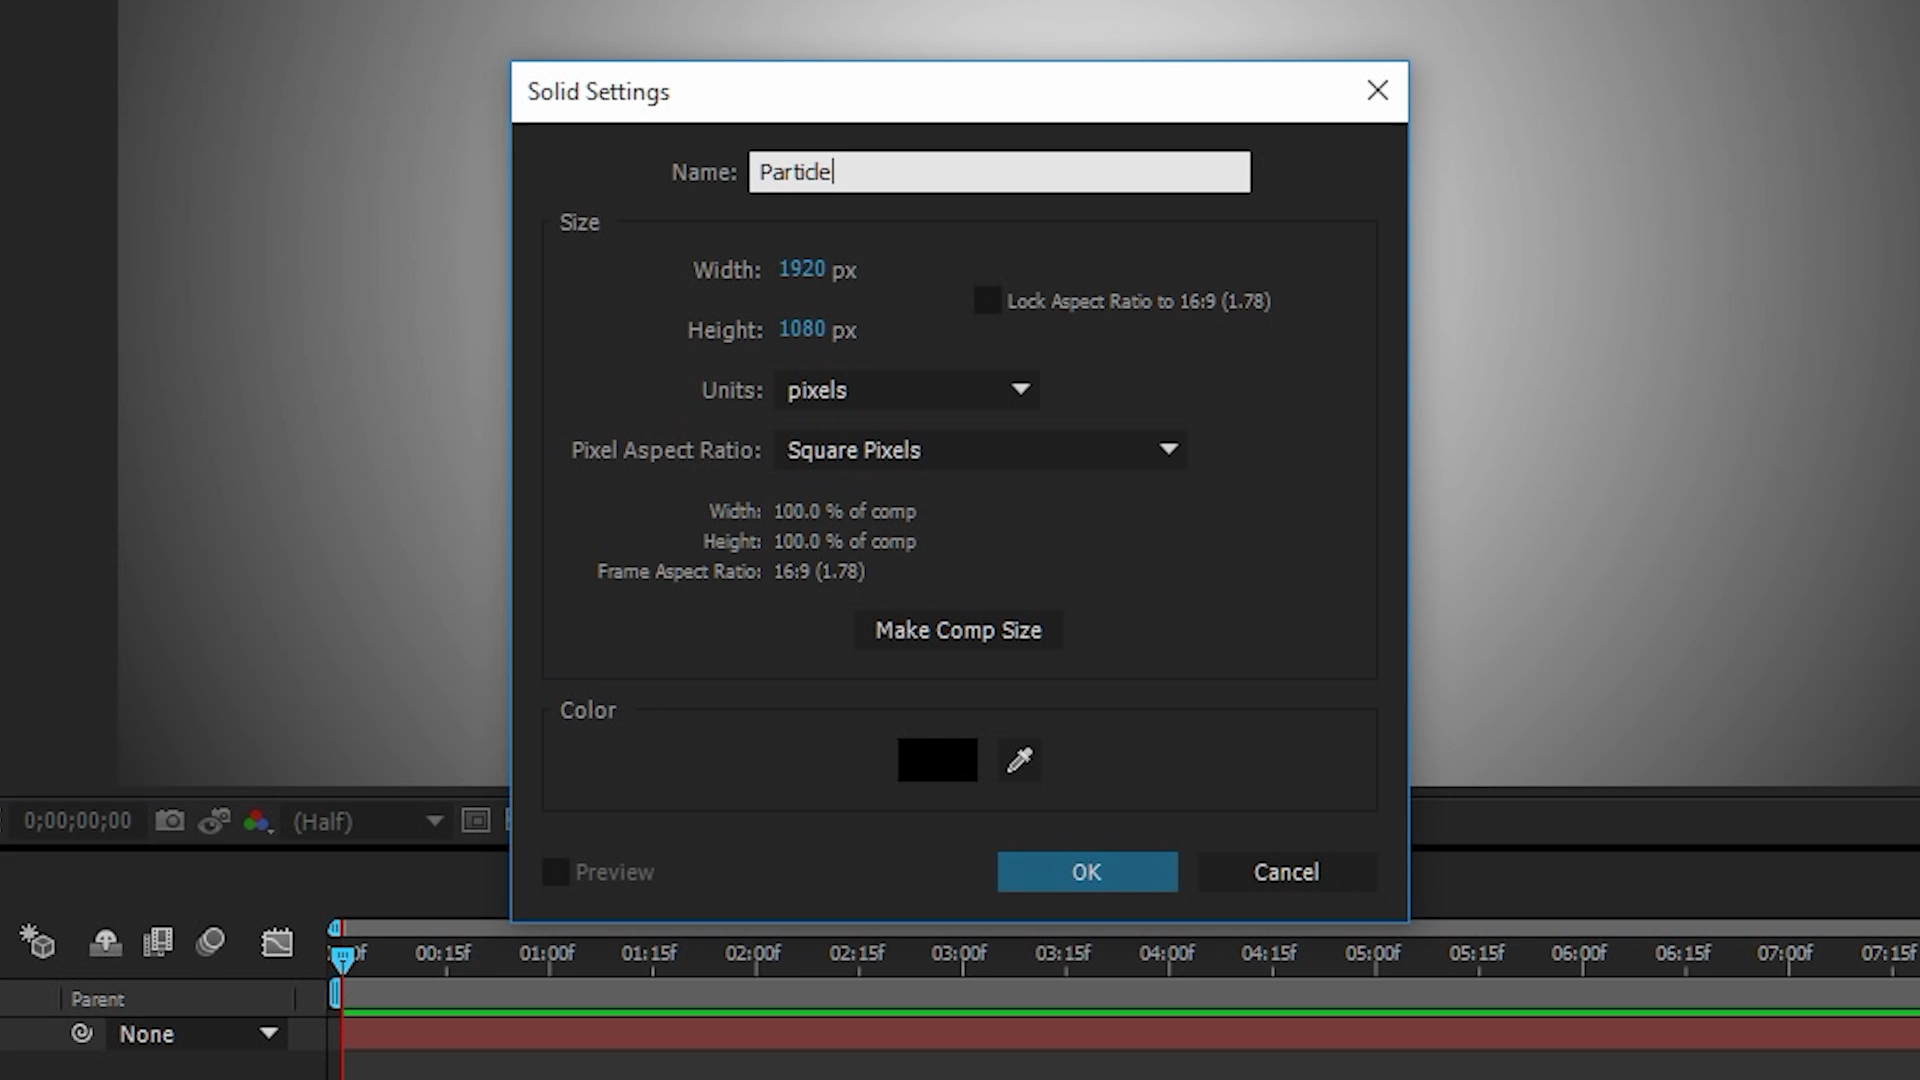 Solid Settings
Name: Particle
Size
Width: 1920 px
Lock Aspect Ratio to 16:9 (1.78)
Height: 1080 px
Units: pixels
Pixel Aspect Ratio: Square Pixels
Width: 100.0 % of comp
Height: 100.0 % of comp
Frame Aspect Ratio: 16:9 (1.78)
Make Comp Size
Color
0;00;00;00 (Half)
Preview OK Cancel
00:15f 01:00f 01:15f 02:00f 02:15f 03:00f 03:15f 04:00f 04:15f 05:00f 05:15f 06:00f 06:15f 07:00f 07:15f
Parent
None